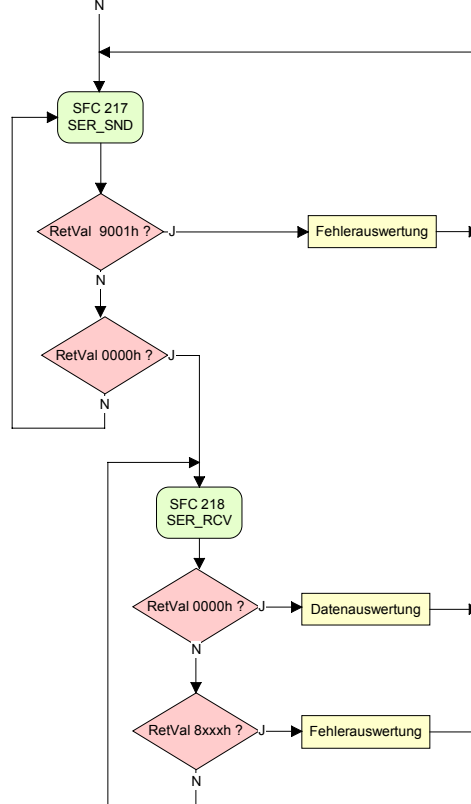 N
SFC 217
SER_SND
RetVal 9001h ?
J
Fehlerauswertung
N
RetVal 0000h ?
J
N
SFC 218
SER_RCV
RetVal 0000h ?
J
Datenauswertung
N
RetVal 8xxxh ?
J
Fehlerauswertung
N